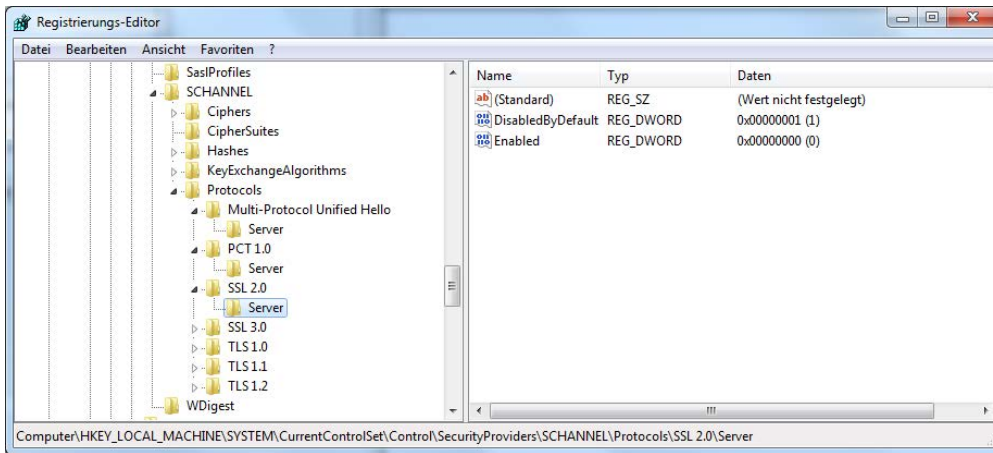 Registrierungs-Editor
Datei Bearbeiten Ansicht Favoriten ?
SaslProfiles
SCHANNEL
Ciphers
CipherSuites
Hashes
KeyExchangeAlgorithms
Protocols
Multi-Protocol Unified Hello
Server
PCT 1.0
Server
SSL 2.0
Server
SSL 3.0
TLS 1.0
TLS 1.1
TLS 1.2
WDigest
Name Typ Daten
(Standard) REG_SZ (Wert nicht festgelegt)
DisabledByDefault REG_DWORD 0x00000001 (1)
Enabled REG_DWORD 0x00000000 (0)
Computer\HKEY_LOCAL_MACHINE\SYSTEM\CurrentControlSet\Control\SecurityProviders\SCHANNEL\Protocols\SSL 2.0\Server